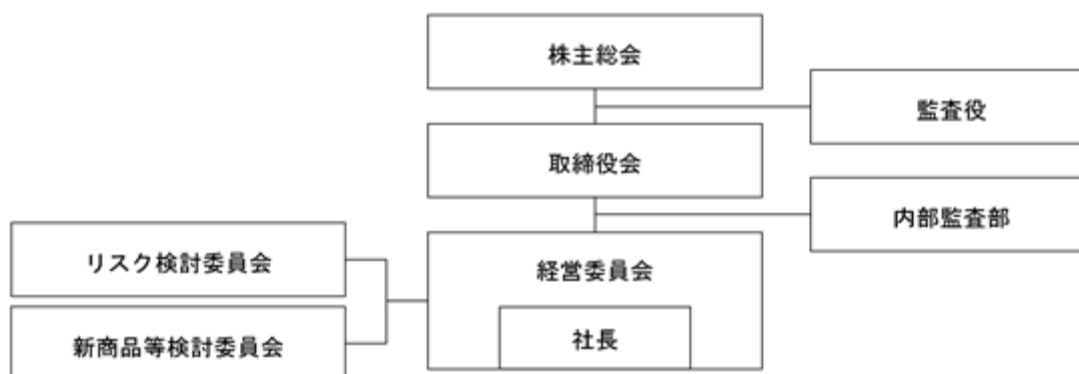 株主総会
監査役
取締役会
内部監査部
リスク検討委員会
経営委員会
社長
新商品等検討委員会